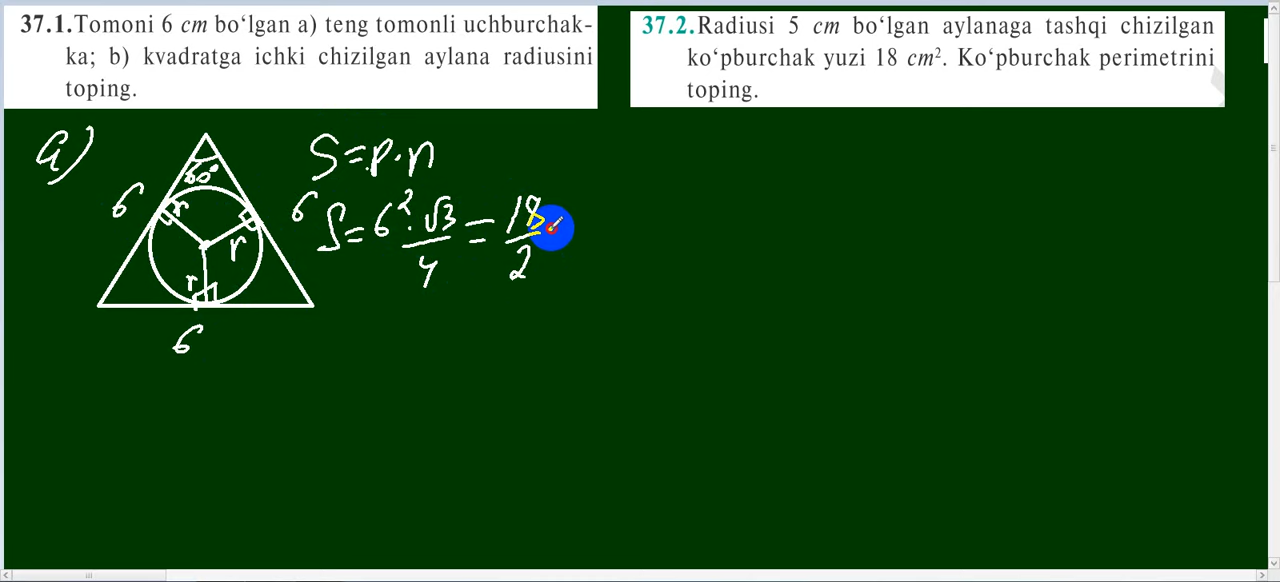 37.1. Tomoni 6 cm bo‘lgan a) teng tomonli uchburchak-
ka; b) kvadratga ichki chizilgan aylana radiusini
toping.
37.2. Radiusi 5 cm bo‘lgan aylanaga tashqi chizilgan
ko‘pburchak yuzi 18 cm². Ko‘pburchak perimetrini
toping.
a)
60°
6
6
6
r
r
r
S=p·r
S=6²·√3/4=18/2